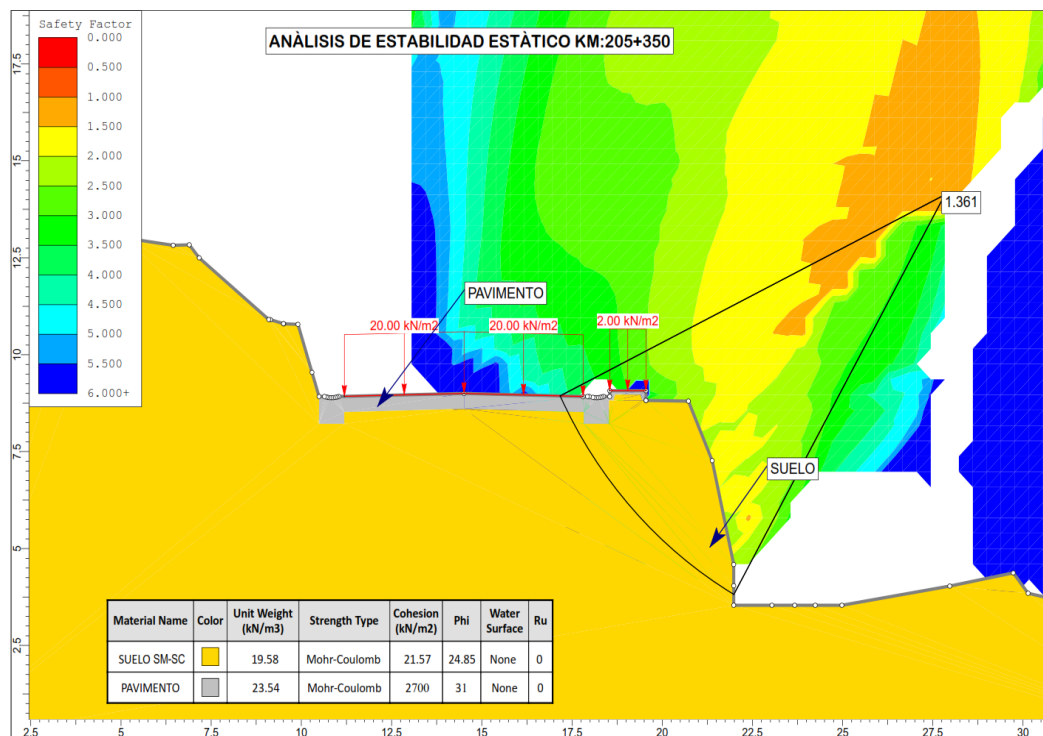 Safety Factor
0.000
0.500
1.000
1.500
2.000
2.500
3.000
3.500
4.000
4.500
5.000
5.500
6.000+
ANÀLISIS DE ESTABILIDAD ESTÀTICO KM:205+350
1.361
PAVIMENTO
20.00 kN/m2
20.00 kN/m2
2.00 kN/m2
SUELO
Material Name Color Unit Weight (kN/m3) Strength Type Cohesion (kN/m2) Phi Water Surface Ru
SUELO SM-SC 19.58 Mohr-Coulomb 21.57 24.85 None 0
PAVIMENTO 23.54 Mohr-Coulomb 2700 31 None 0
17.5
15
12.5
10
7.5
5
2.5
2.5 5 7.5 10 12.5 15 17.5 20 22.5 25 27.5 30